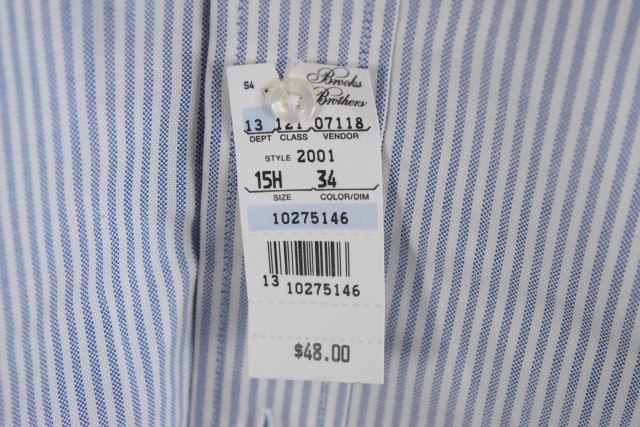 S4
Brooks
Brothers
13 121 07118
DEPT CLASS VENDOR
STYLE 2001
15H 34
SIZE COLOR/DIM
10275146
13 10275146
$48.00